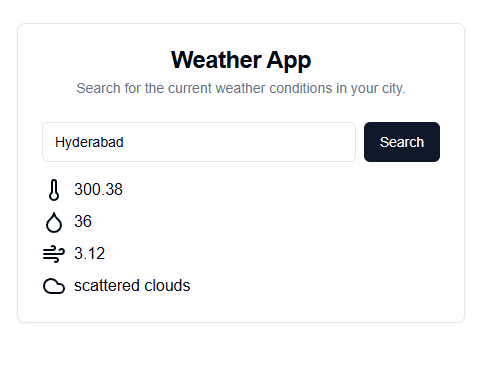 Weather App
Search for the current weather conditions in your city.
Hyderabad
Search
300.38
36
3.12
scattered clouds